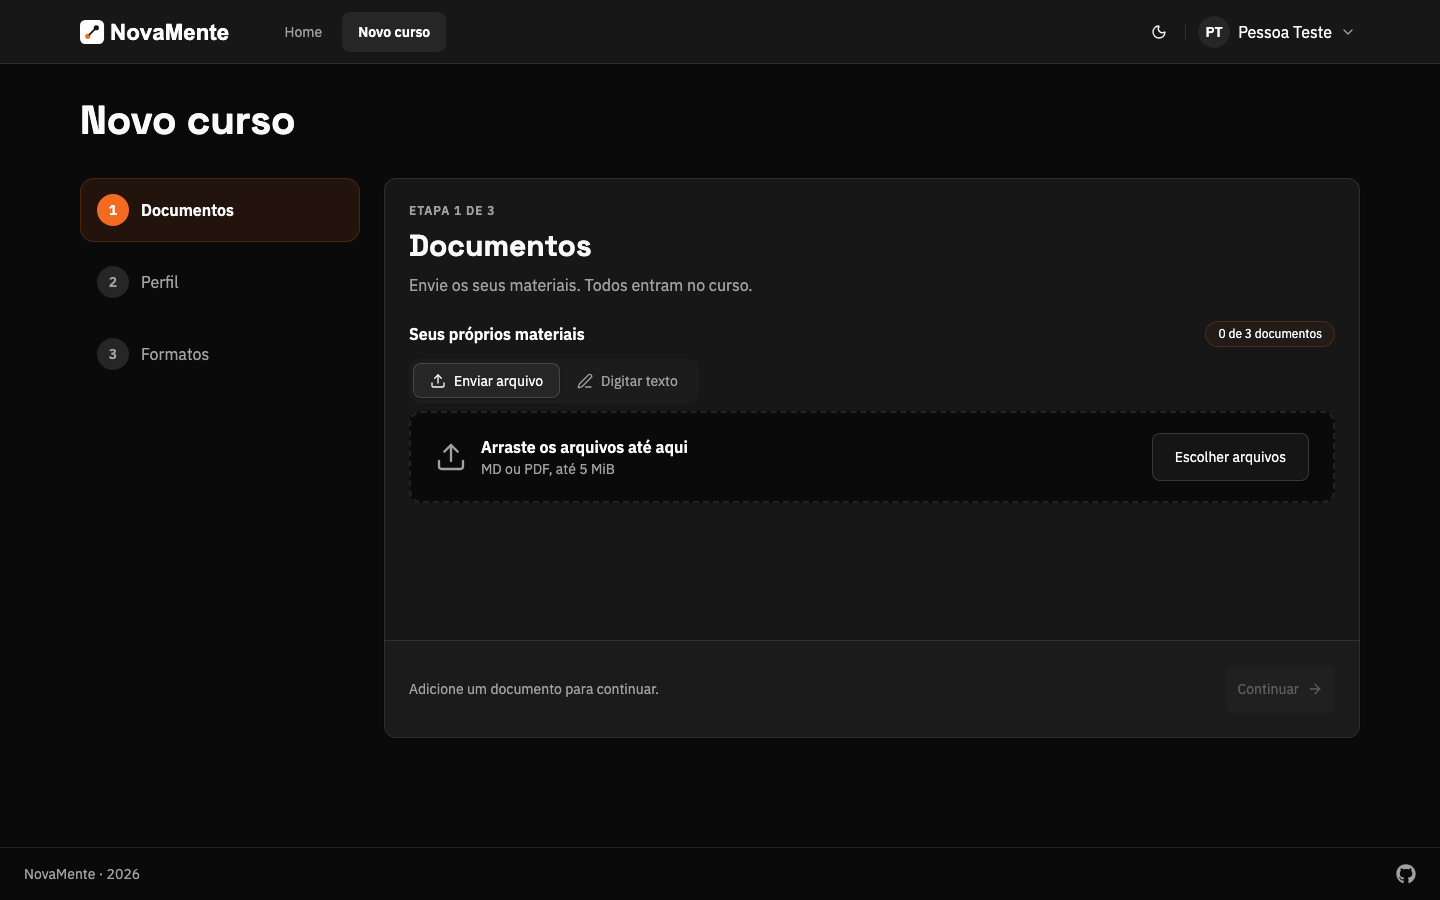 NovaMente
Home
Novo curso
PT
Pessoa Teste
Novo curso
1
Documentos
2
Perfil
3
Formatos
ETAPA 1 DE 3
Documentos
Envie os seus materiais. Todos entram no curso.
Seus próprios materiais
0 de 3 documentos
Enviar arquivo
Digitar texto
Arraste os arquivos até aqui
MD ou PDF, até 5 MiB
Escolher arquivos
Adicione um documento para continuar.
Continuar
NovaMente · 2026